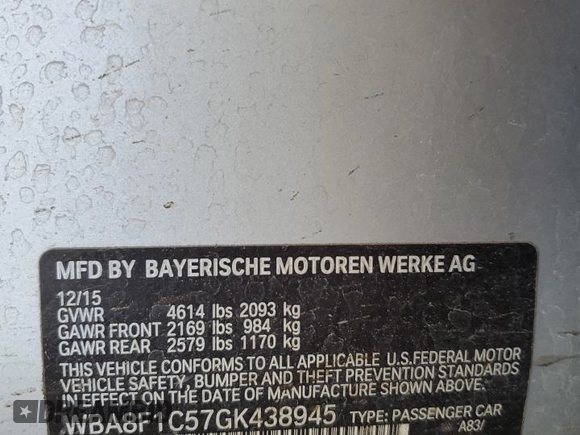 MFD BY BAYERISCHE MOTOREN WERKE AG
12/15
GVWR 4614 lbs 2093 kg
GAWR FRONT 2169 lbs 984 kg
GAWR REAR 2579 lbs 1170 kg
THIS VEHICLE CONFORMS TO ALL APPLICABLE U.S.FEDERAL MOTOR
VEHICLE SAFETY, BUMPER AND THEFT PREVENTION STANDARDS
IN EFFECT ON THE DATE OF MANUFACTURE SHOWN ABOVE.
WBA8F1C57GK438945 TYPE: PASSENGER CAR
A83/